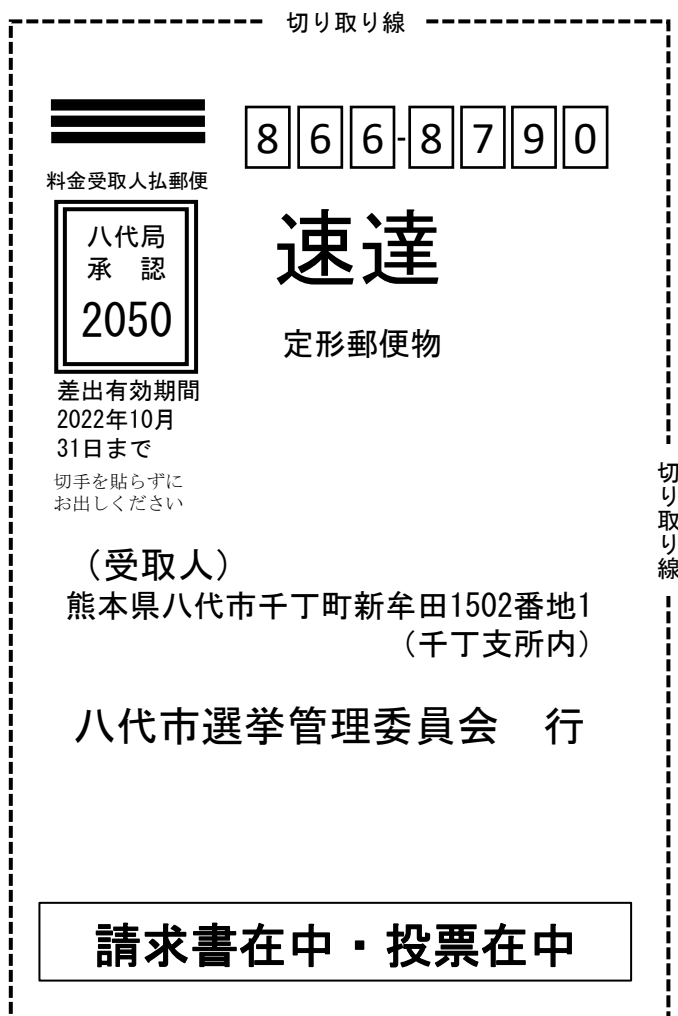 切り取り線
866-8790
料金受取人払郵便
八代局
承　認
2050
速達
定形郵便物
差出有効期間
2022年10月
31日まで
切手を貼らずに
お出しください
切り取り線
（受取人）
熊本県八代市千丁町新牟田1502番地1
（千丁支所内）
八代市選挙管理委員会　行
請求書在中・投票在中